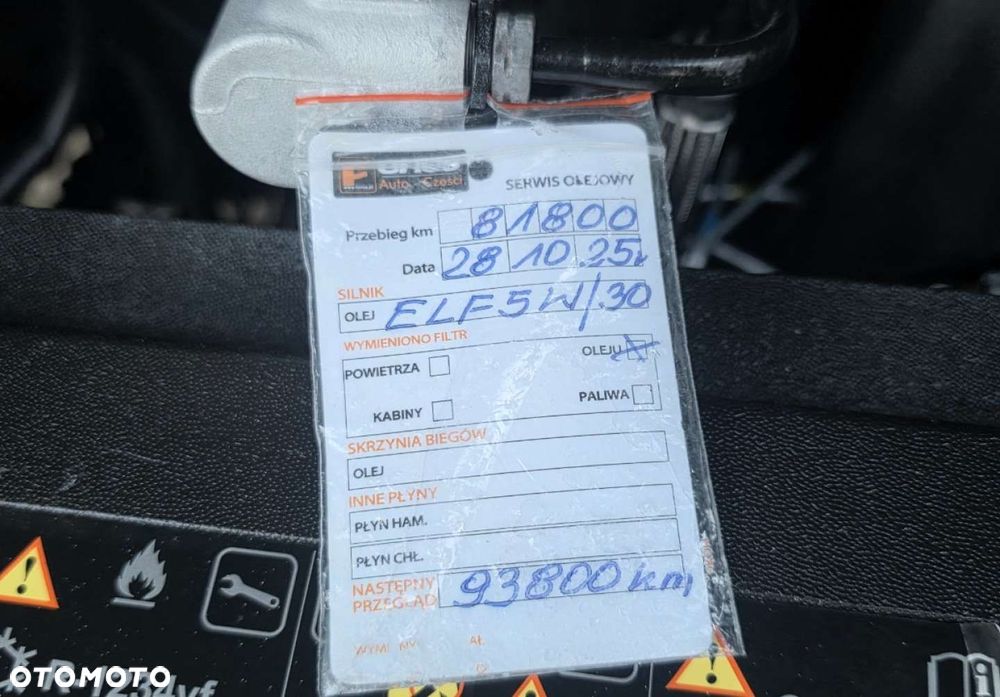 Auto - Części
SERWIS OLEJOWY
Przebieg km 81800
Data 28 10 25r
SILNIK
OLEJ ELF 5W/30
WYMIENIONO FILTR
POWIETRZA OLEJU X
KABINY PALIWA
SKRZYNIA BIEGÓW
OLEJ
INNE PŁYNY
PŁYN HAM.
PŁYN CHŁ.
NASTĘPNY
PRZEGLĄD 93800 km
R-1234yf
OTOMOTO